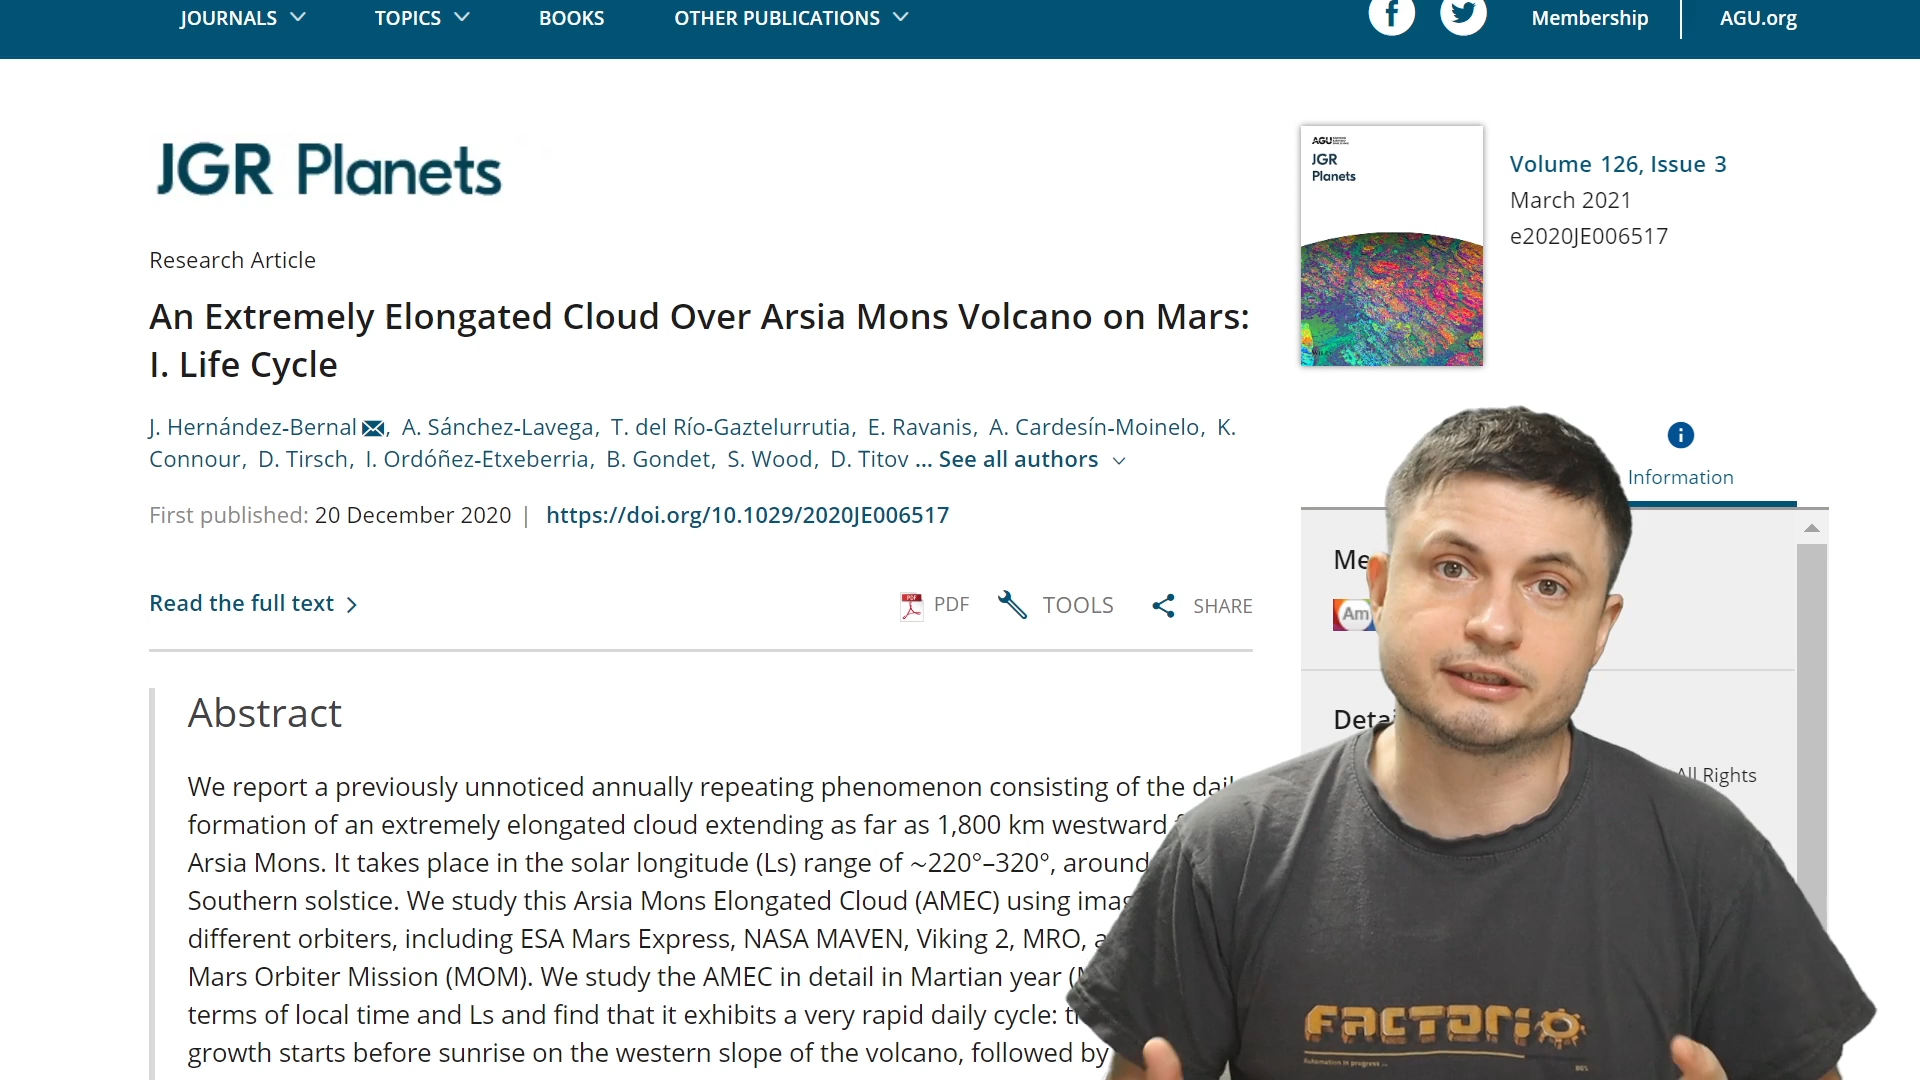 JOURNALS TOPICS BOOKS OTHER PUBLICATIONS Membership AGU.org
JGR Planets
AGU
JGR
Planets
Volume 126, Issue 3
March 2021
e2020JE006517
Research Article
An Extremely Elongated Cloud Over Arsia Mons Volcano on Mars:
I. Life Cycle
J. Hernández-Bernal, A. Sánchez-Lavega, T. del Río-Gaztelurrutia, E. Ravanis, A. Cardesín-Moinelo, K.
Connour, D. Tirsch, I. Ordóñez-Etxeberria, B. Gondet, S. Wood, D. Titov ... See all authors
First published: 20 December 2020 | https://doi.org/10.1029/2020JE006517
Information
Read the full text
PDF TOOLS SHARE
Me
Am
Deta
All Rights
Abstract
We report a previously unnoticed annually repeating phenomenon consisting of the dail
formation of an extremely elongated cloud extending as far as 1,800 km westward
Arsia Mons. It takes place in the solar longitude (Ls) range of ~220°–320°, around
Southern solstice. We study this Arsia Mons Elongated Cloud (AMEC) using imag
different orbiters, including ESA Mars Express, NASA MAVEN, Viking 2, MRO, a
Mars Orbiter Mission (MOM). We study the AMEC in detail in Martian year (
terms of local time and Ls and find that it exhibits a very rapid daily cycle:
growth starts before sunrise on the western slope of the volcano, followed by
FACTORIO
Automation in progress ...